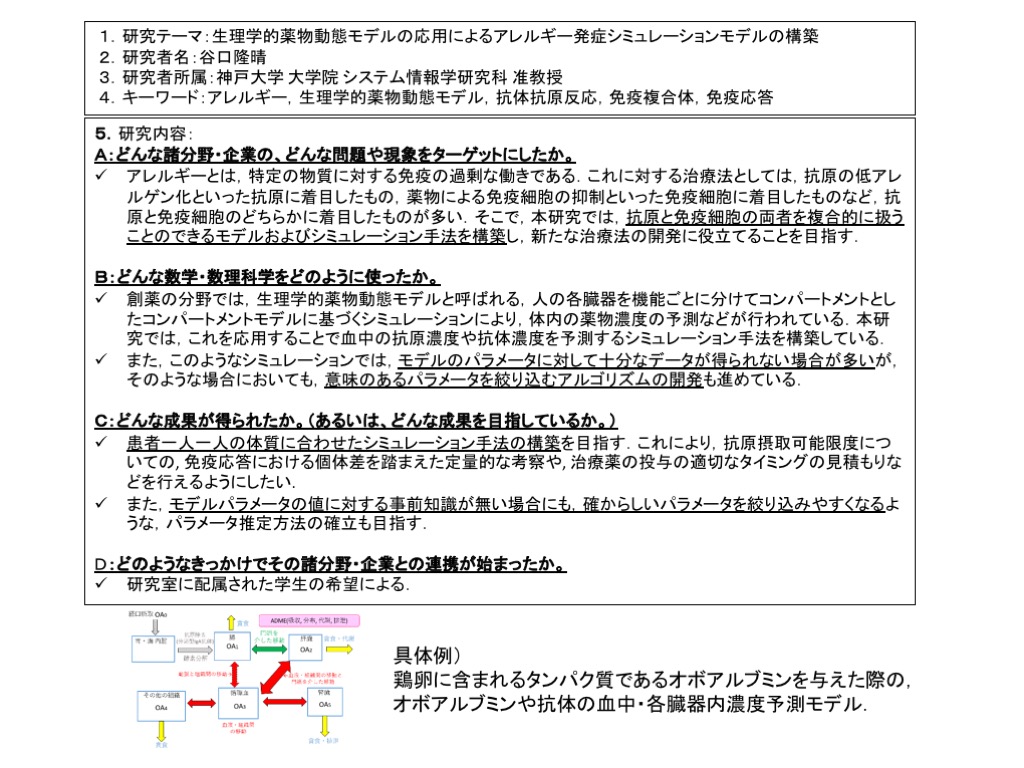 1. 研究テーマ：生理学的薬物動態モデルの応用によるアレルギー発症シミュレーションモデルの構築
2. 研究者名：谷口隆晴
3. 研究者所属：神戸大学 大学院 システム情報学研究科 准教授
4. キーワード：アレルギー，生理学的薬物動態モデル，抗体抗原反応，免疫複合体，免疫応答
5. 研究内容：
A：どんな諸分野・企業の、どんな問題や現象をターゲットにしたか。
✓ アレルギーとは，特定の物質に対する免疫の過剰な働きである．これに対する治療法としては，抗原の低アレ
ルゲン化といった抗原に着目したもの，薬物による免疫細胞の抑制といった免疫細胞に着目したものなど，抗
原と免疫細胞のどちらかに着目したものが多い．そこで，本研究では，抗原と免疫細胞の両者を複合的に扱う
ことのできるモデルおよびシミュレーション手法を構築し，新たな治療法の開発に役立てることを目指す．
B：どんな数学・数理科学をどのように使ったか。
✓ 創薬の分野では，生理学的薬物動態モデルと呼ばれる，人の各臓器を機能ごとに分けてコンパートメントとし
たコンパートメントモデルに基づくシミュレーションにより，体内の薬物濃度の予測などが行われている．本研
究では，これを応用することで血中の抗原濃度や抗体濃度を予測するシミュレーション手法を構築している．
✓ また，このようなシミュレーションでは，モデルのパラメータに対して十分なデータが得られない場合が多いが，
そのような場合においても，意味のあるパラメータを絞り込むアルゴリズムの開発も進めている．
C：どんな成果が得られたか。（あるいは、どんな成果を目指しているか。）
✓ 患者一人一人の体質に合わせたシミュレーション手法の構築を目指す．これにより，抗原摂取可能限度につ
いての，免疫応答における個体差を踏まえた定量的な考察や，治療薬の投与の適切なタイミングの見積もりな
どを行えるようにしたい．
✓ また，モデルパラメータの値に対する事前知識が無い場合にも，確からしいパラメータを絞り込みやすくなるよ
うな，パラメータ推定方法の確立も目指す．
D：どのようなきっかけでその諸分野・企業との連携が始まったか。
✓ 研究室に配属された学生の希望による．
経口摂取 OA₀
ADME(吸収, 分布, 代謝, 排泄)
胃・腸 内腔
腸
OA₁
門脈を
介した移動
肝臓
OA₂
貪食・代謝
貪食
その他の組織
OA₄
循環血
OA₃
腎臓
OA₅
血液・組織間
の移動
貪食
貪食・排泄
具体例）
鶏卵に含まれるタンパク質であるオボアルブミンを与えた際の，
オボアルブミンや抗体の血中・各臓器内濃度予測モデル．